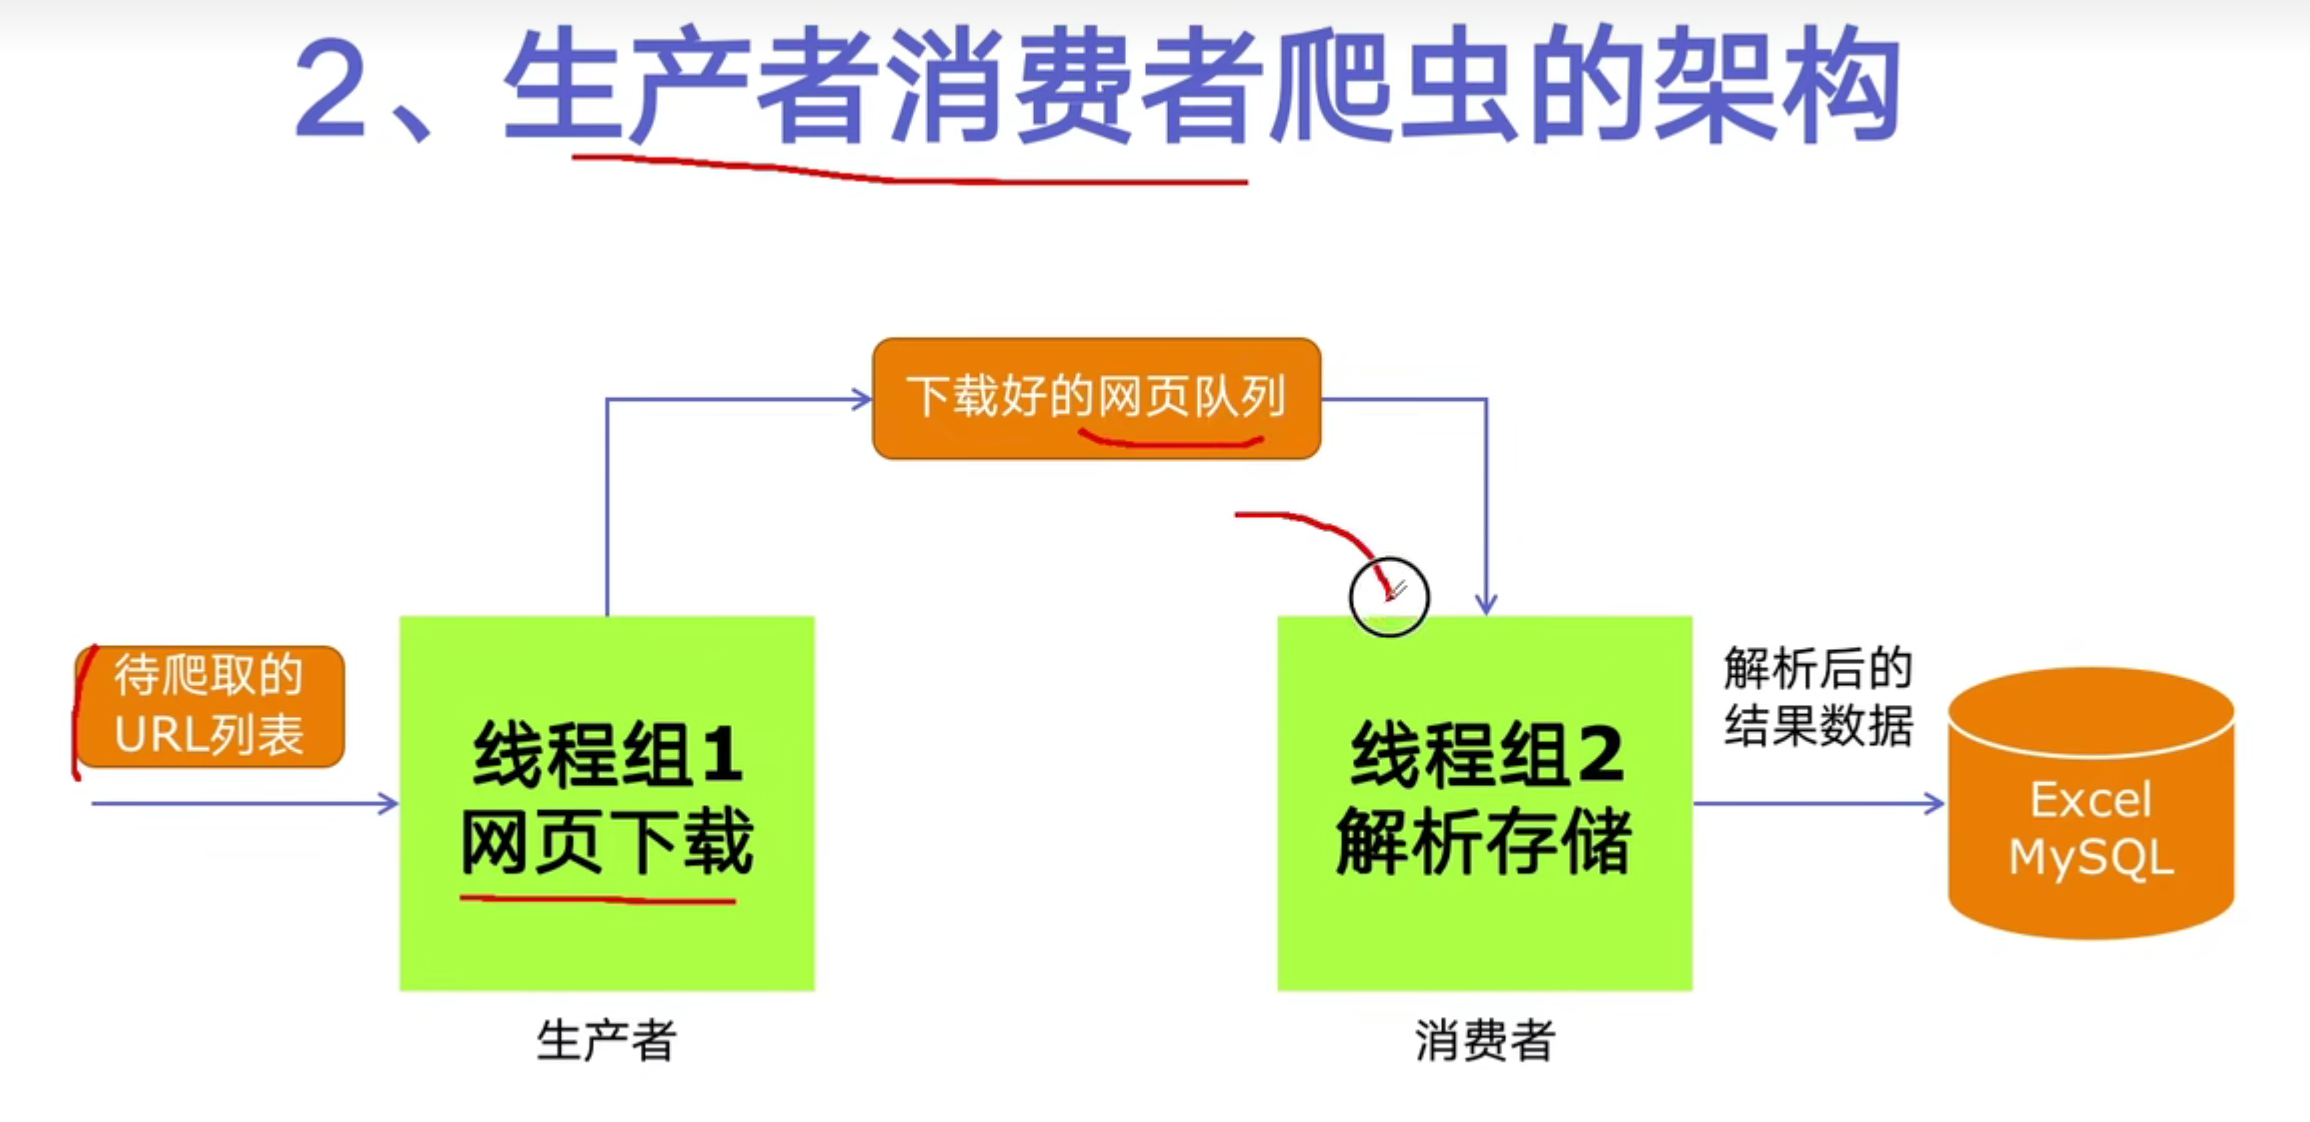 2、生产者消费者爬虫的架构
下载好的网页队列
待爬取的
URL列表
线程组1
网页下载
生产者
线程组2
解析存储
消费者
解析后的
结果数据
Excel
MySQL